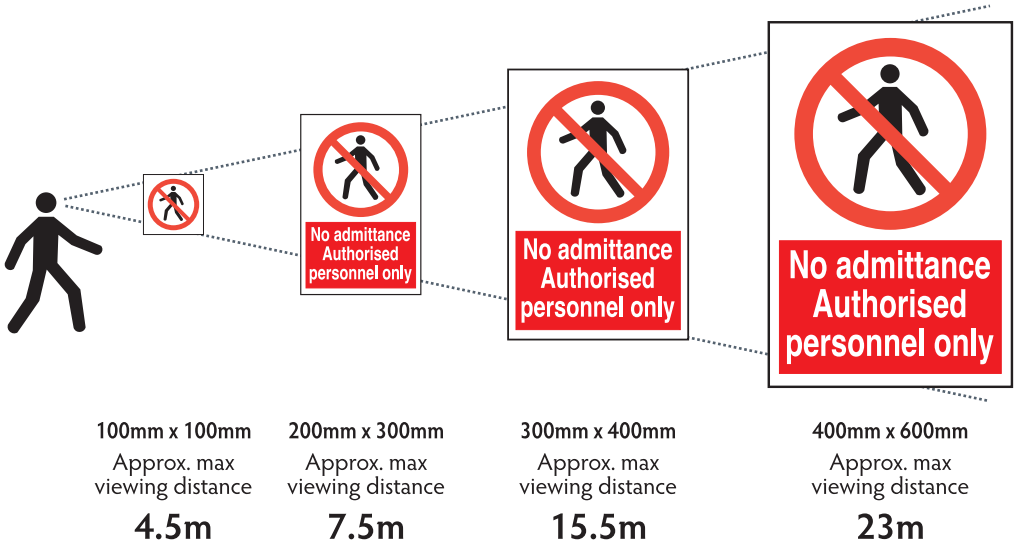 No admittance
Authorised
personnel only
No admittance
Authorised
personnel only
No admittance
Authorised
personnel only
100mm x 100mm
Approx. max
viewing distance
4.5m
200mm x 300mm
Approx. max
viewing distance
7.5m
300mm x 400mm
Approx. max
viewing distance
15.5m
400mm x 600mm
Approx. max
viewing distance
23m